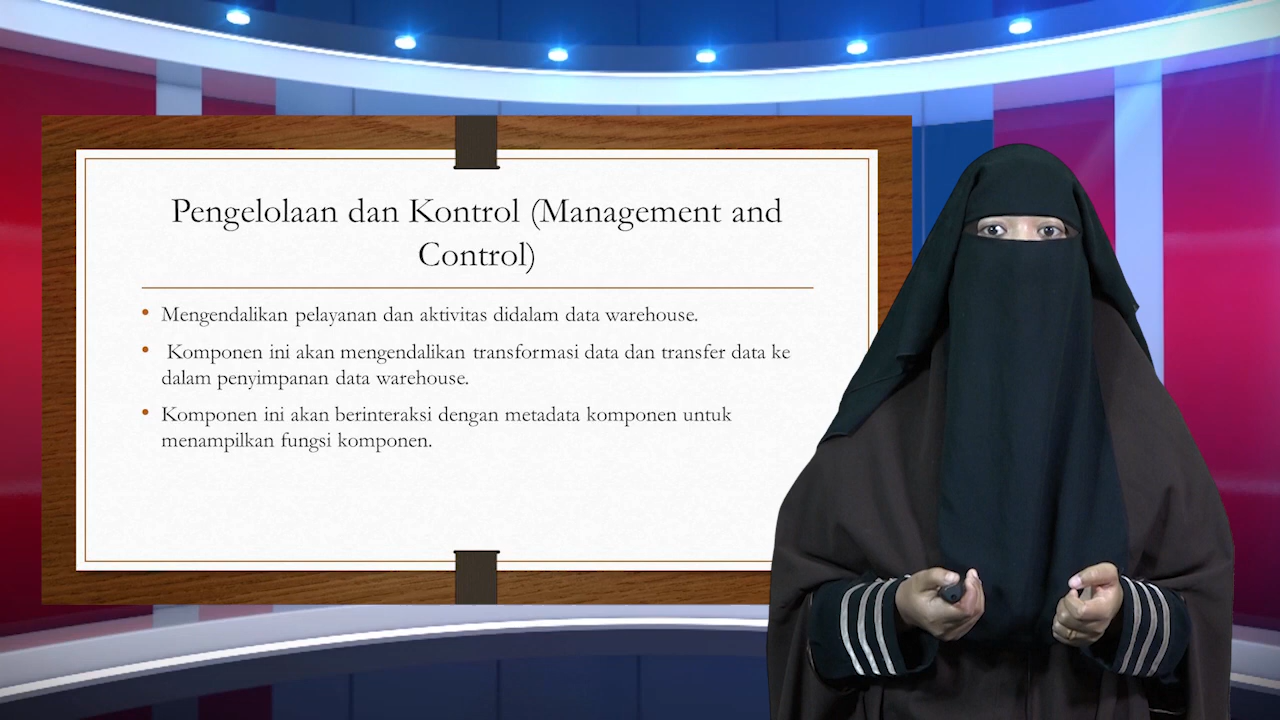 Pengelolaan dan Kontrol (Management and
Control)
• Mengendalikan pelayanan dan aktivitas didalam data warehouse.
• Komponen ini akan mengendalikan transformasi data dan transfer data ke
dalam penyimpanan data warehouse.
• Komponen ini akan berinteraksi dengan metadata komponen untuk
menampilkan fungsi komponen.